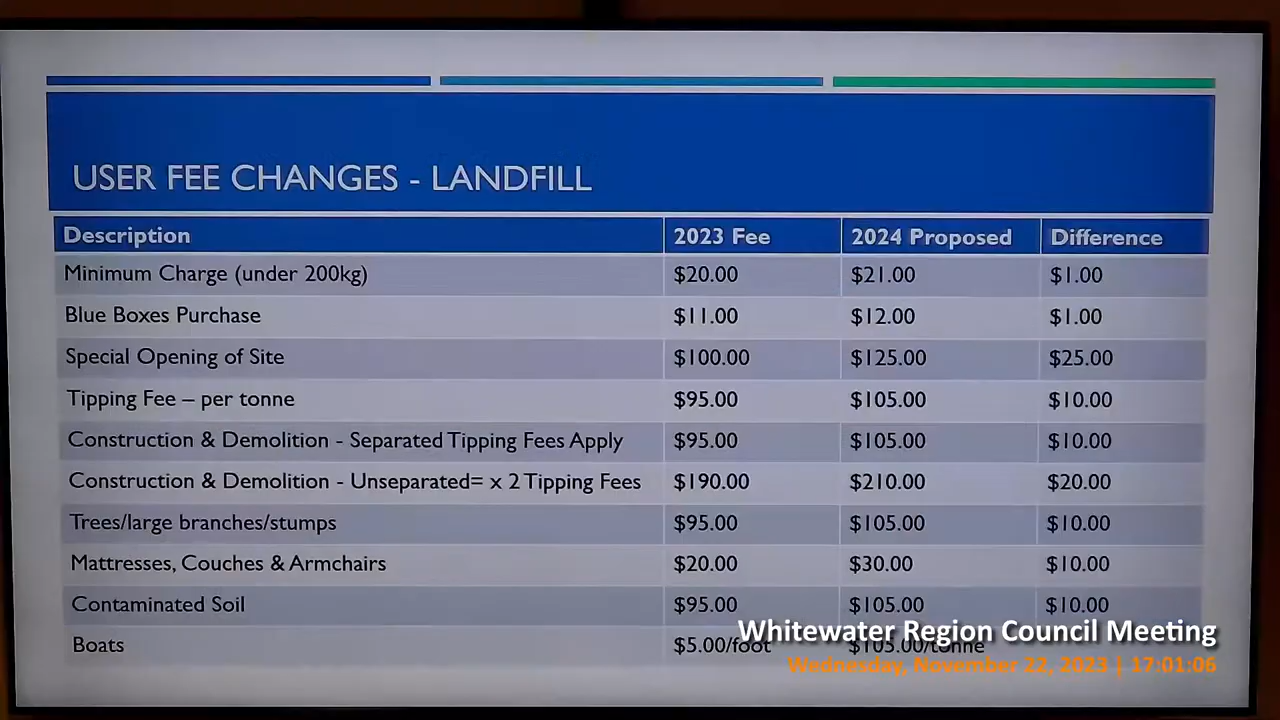 USER FEE CHANGES - LANDFILL
Description 2023 Fee 2024 Proposed Difference
Minimum Charge (under 200kg) $20.00 $21.00 $1.00
Blue Boxes Purchase $11.00 $12.00 $1.00
Special Opening of Site $100.00 $125.00 $25.00
Tipping Fee – per tonne $95.00 $105.00 $10.00
Construction & Demolition - Separated Tipping Fees Apply $95.00 $105.00 $10.00
Construction & Demolition - Unseparated= x 2 Tipping Fees $190.00 $210.00 $20.00
Trees/large branches/stumps $95.00 $105.00 $10.00
Mattresses, Couches & Armchairs $20.00 $30.00 $10.00
Contaminated Soil $95.00 $105.00 $10.00
Boats $5.00/foot $105.00/tonne
Whitewater Region Council Meeting
Wednesday, November 22, 2023 | 17:01:06